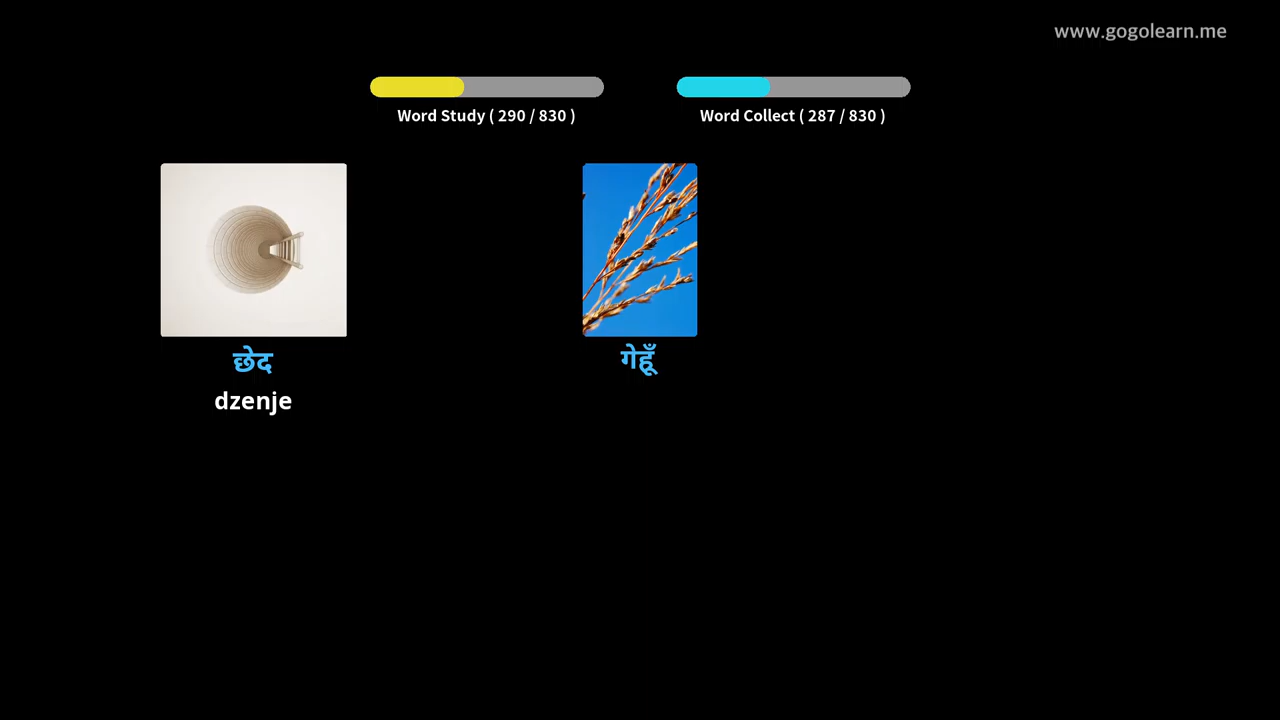 www.gogolearn.me
Word Study ( 290 / 830 )
Word Collect ( 287 / 830 )
छेद
dzenje
गेहूँ